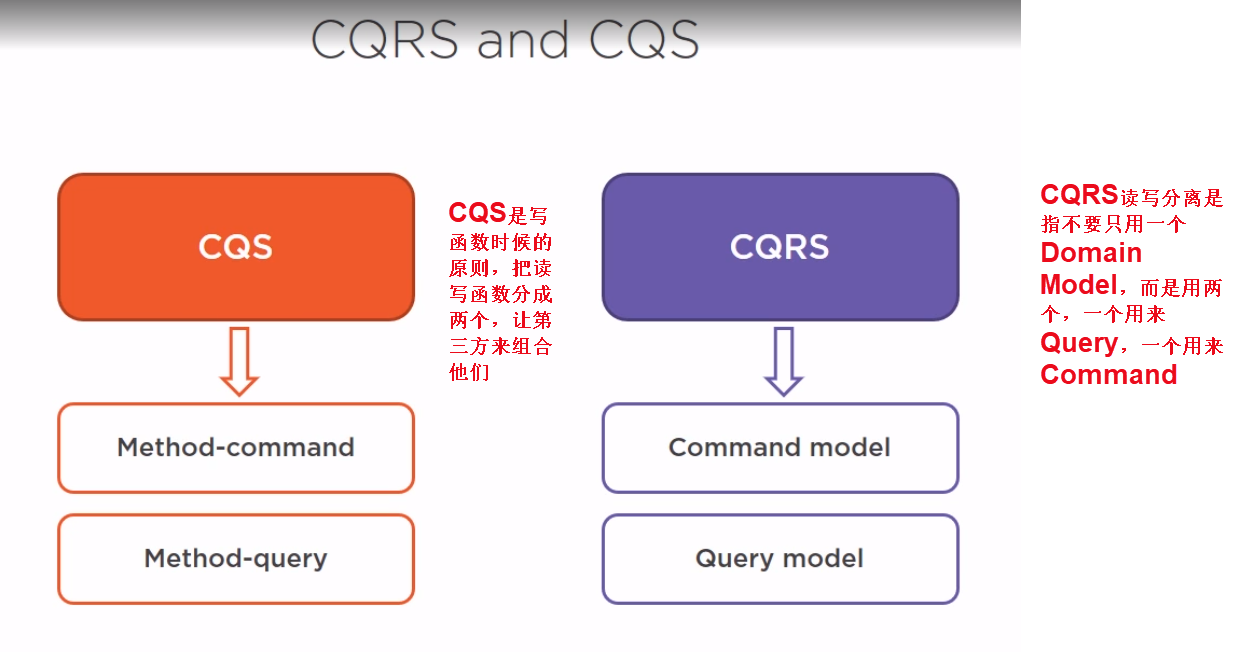 CQRS and CQS
CQS
CQS是写
函数时候的
原则，把读
写函数分成
两个，让第
三方来组合
他们
Method-command
Method-query
CQRS
Command model
Query model
CQRS读写分离是
指不要只用一个
Domain
Model，而是用两
个，一个用来
Query，一个用来
Command